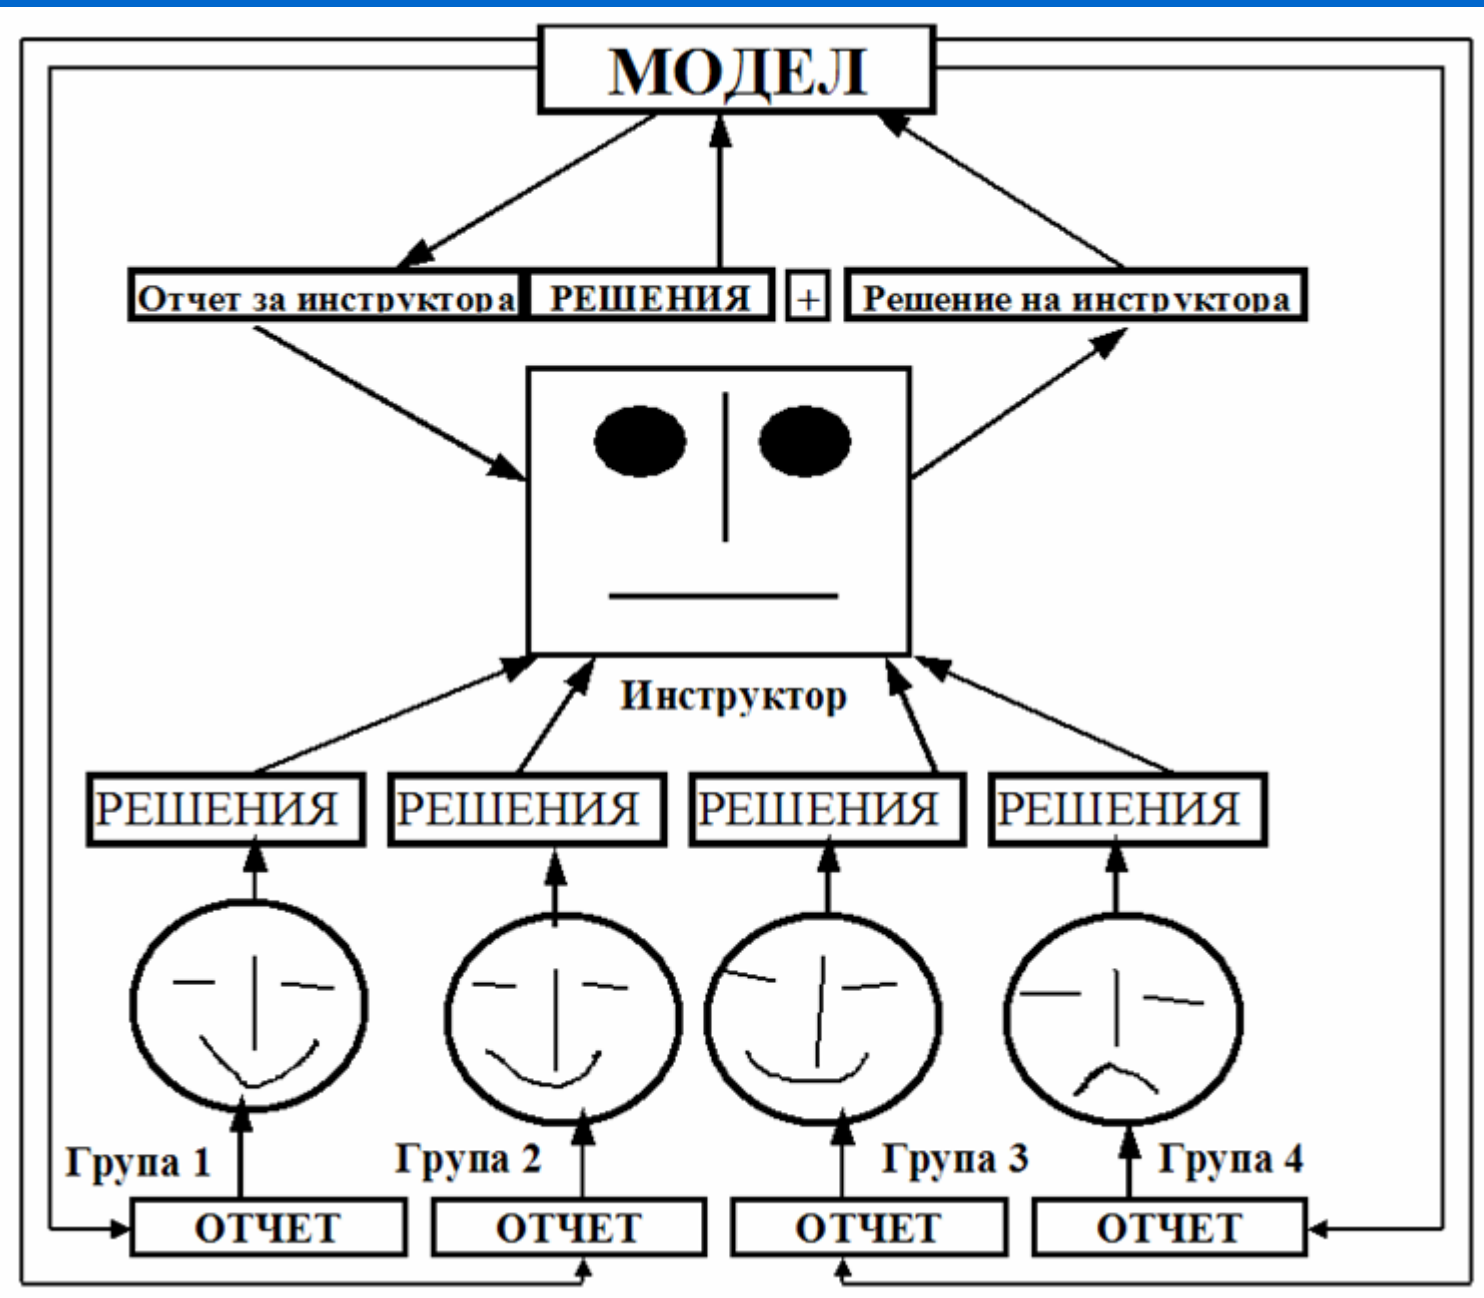 МОДЕЛ
Отчет за инструктора
РЕШЕНИЯ
+
Решение на инструктора
Инструктор
РЕШЕНИЯ
РЕШЕНИЯ
РЕШЕНИЯ
РЕШЕНИЯ
Група 1
Група 2
Група 3
Група 4
ОТЧЕТ
ОТЧЕТ
ОТЧЕТ
ОТЧЕТ